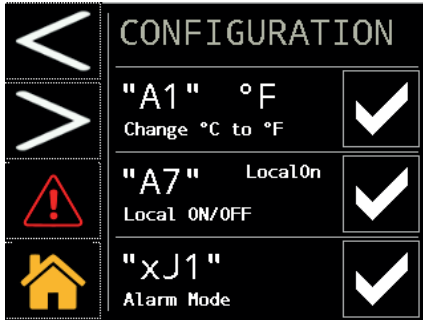 CONFIGURATION
"A1" °F
Change °C to °F
"A7" LocalOn
Local ON/OFF
"xJ1"
Alarm Mode